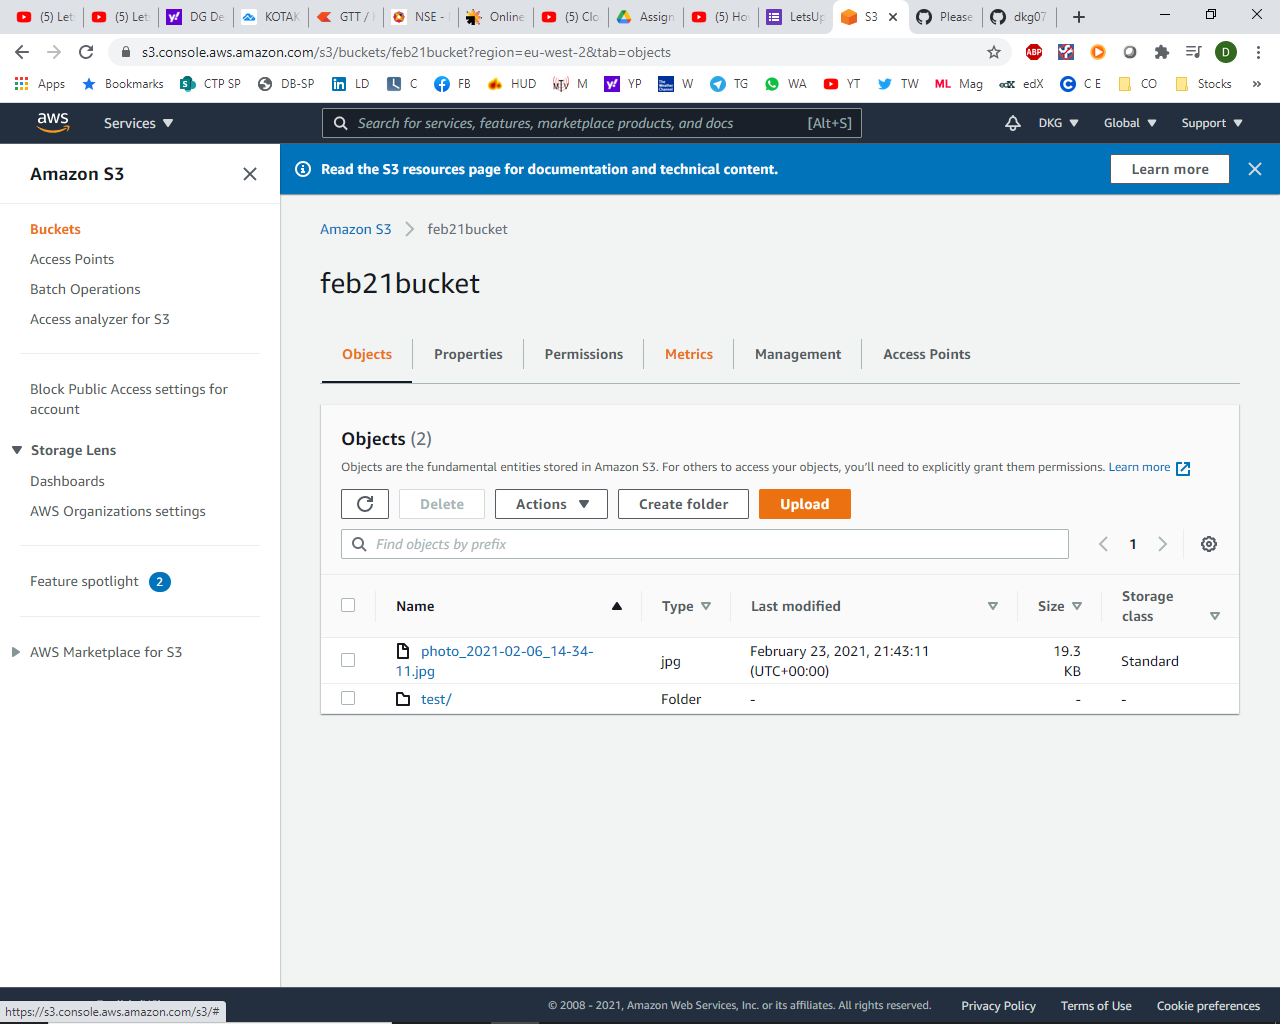 (5) Let
(5) Let
DG De
KOTAK
GTT /
NSE -
Online
(5) Clo
Assign
(5) Hov
LetsUp
S3
Please
dkg07
s3.console.aws.amazon.com/s3/buckets/feb21bucket?region=eu-west-2&tab=objects
ABP
D
Apps
Bookmarks
CTP SP
DB-SP
LD
C
FB
HUD
M
YP
W
TG
WA
YT
TW
ML Mag
edX
C E
CO
Stocks
»
aws
Services
Search for services, features, marketplace products, and docs
[Alt+S]
DKG
Global
Support
Amazon S3
Read the S3 resources page for documentation and technical content.
Learn more
Buckets
Access Points
Batch Operations
Access analyzer for S3
Block Public Access settings for
account
Storage Lens
Dashboards
AWS Organizations settings
Feature spotlight 2
AWS Marketplace for S3
Amazon S3 > feb21bucket
feb21bucket
Objects
Properties
Permissions
Metrics
Management
Access Points
Objects (2)
Objects are the fundamental entities stored in Amazon S3. For others to access your objects, you'll need to explicitly grant them permissions. Learn more
Delete
Actions
Create folder
Upload
Find objects by prefix
1
Name
Type
Last modified
Size
Storage
class
photo_2021-02-06_14-34-
11.jpg
jpg
February 23, 2021, 21:43:11
(UTC+00:00)
19.3
KB
Standard
test/
Folder
-
-
-
https://s3.console.aws.amazon.com/s3/#
© 2008 - 2021, Amazon Web Services, Inc. or its affiliates. All rights reserved.
Privacy Policy
Terms of Use
Cookie preferences